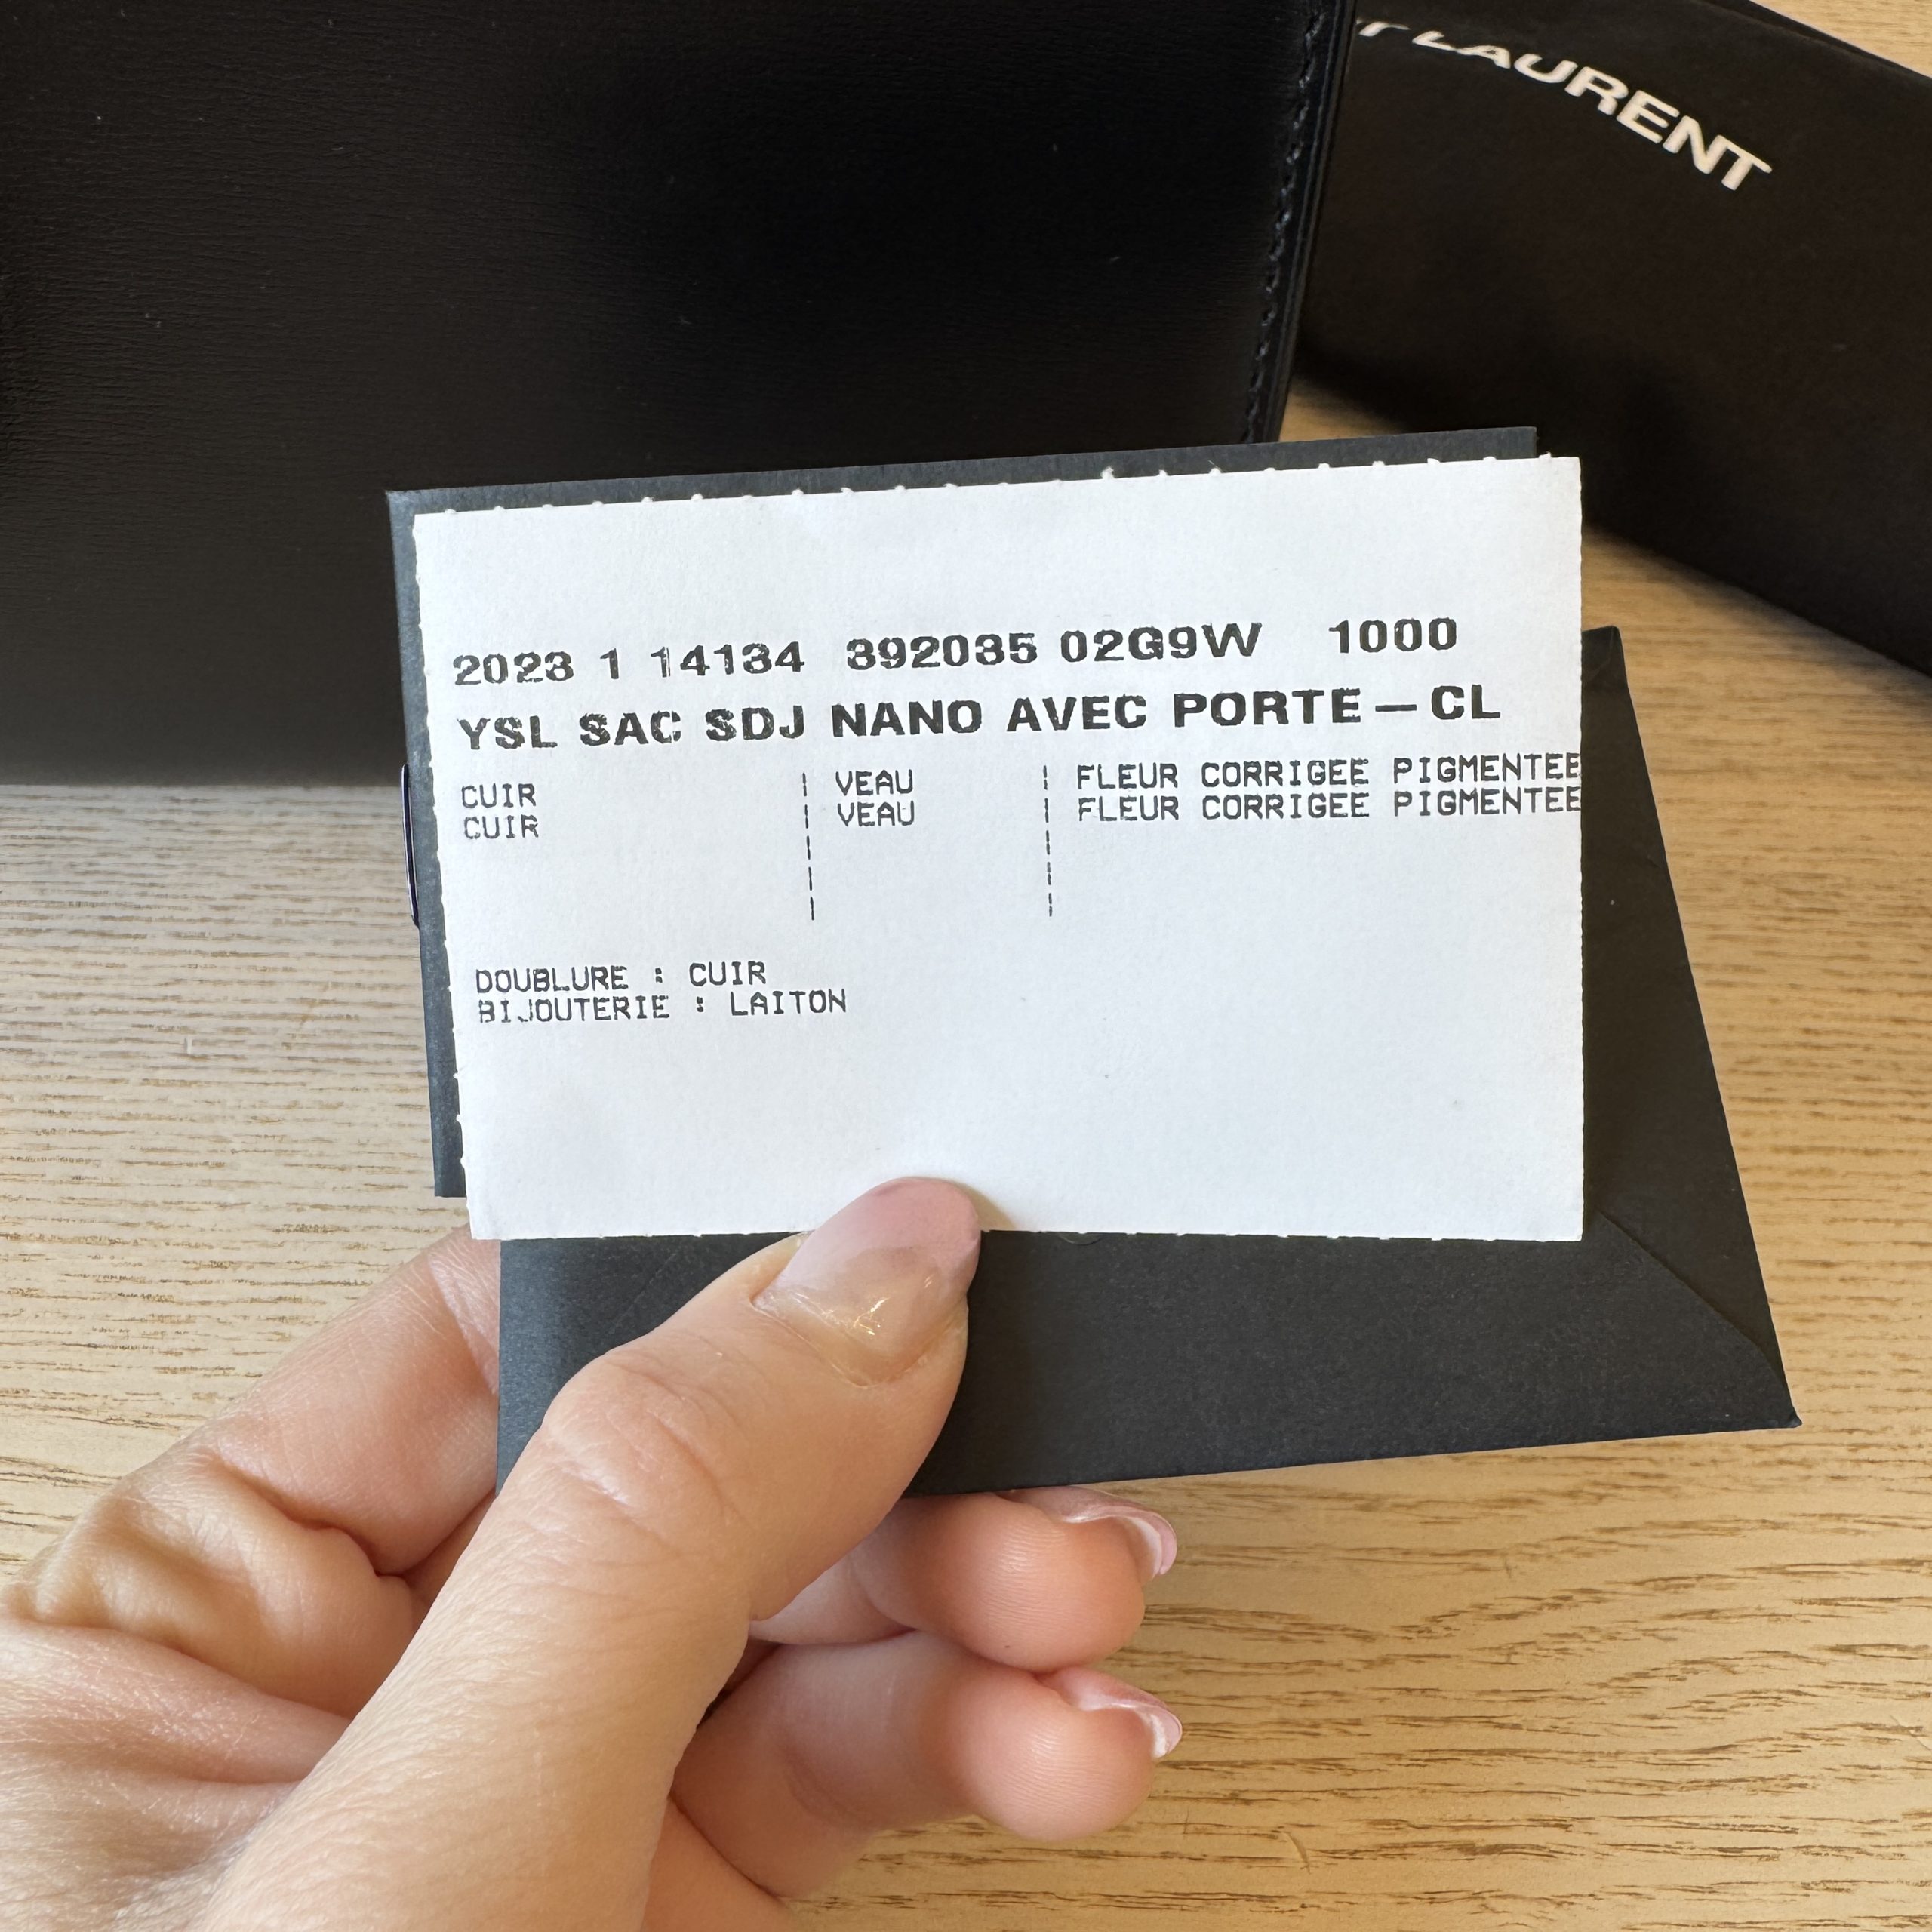 T LAURENT
2023 1 14134 392035 02G9W 1000
YSL SAC SDJ NANO AVEC PORTE—CL
CUIR | VEAU | FLEUR CORRIGEE PIGMENTEE
CUIR | VEAU | FLEUR CORRIGEE PIGMENTEE
DOUBLURE : CUIR
BIJOUTERIE : LAITON